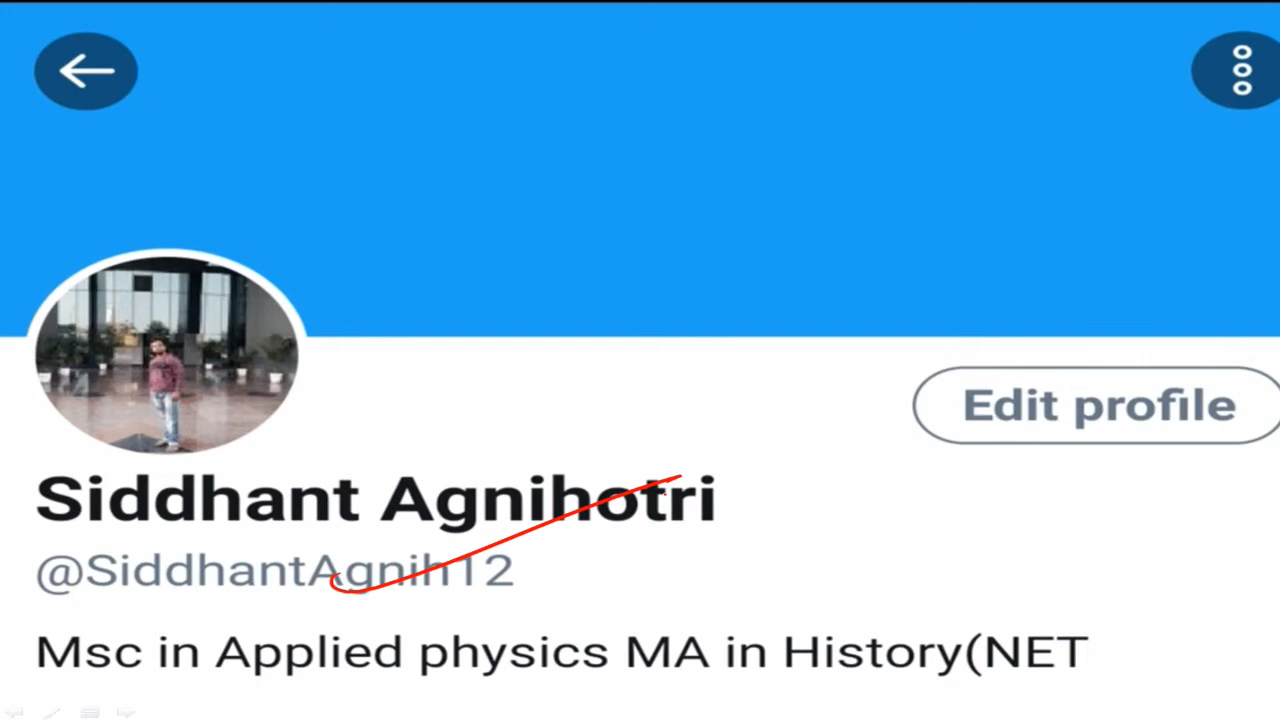 Edit profile
Siddhant Agnihotri
@SiddhantAgnih12
Msc in Applied physics MA in History(NET